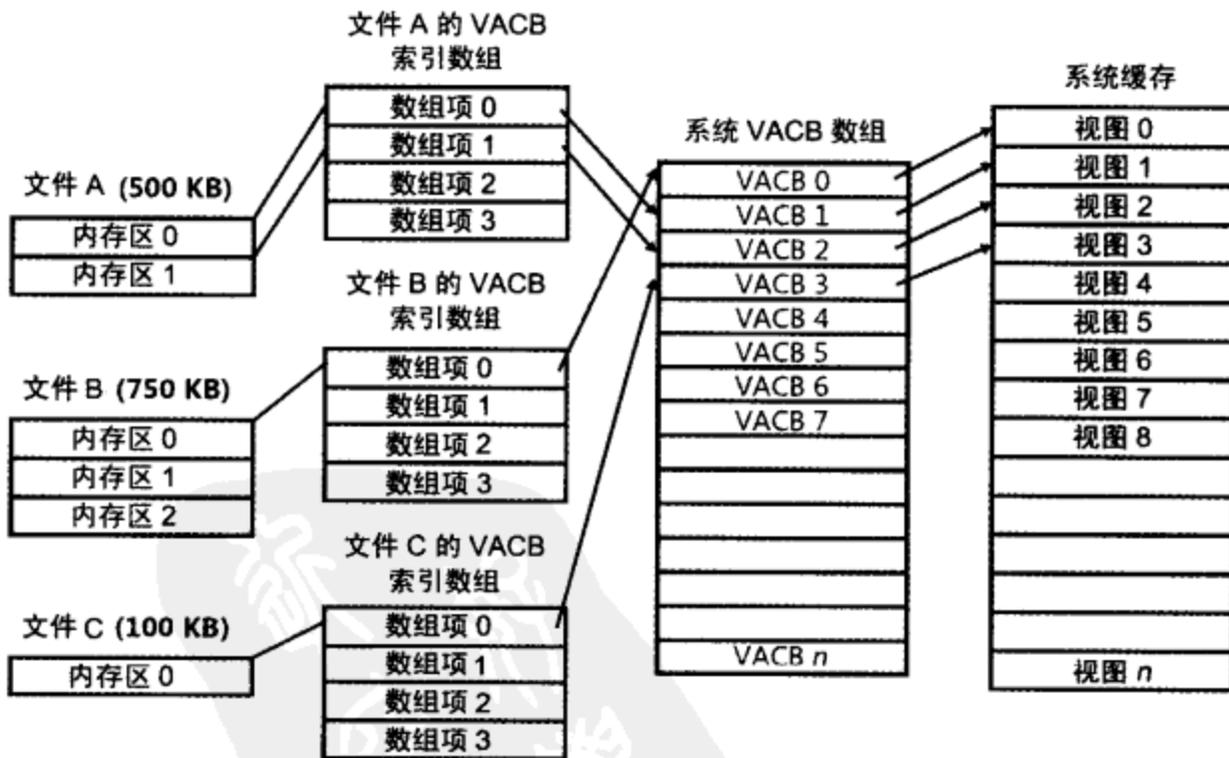 文件 A 的 VACB
索引数组
数组项 0
数组项 1
数组项 2
数组项 3
文件 A (500 KB)
内存区 0
内存区 1
文件 B 的 VACB
索引数组
数组项 0
数组项 1
数组项 2
数组项 3
文件 B (750 KB)
内存区 0
内存区 1
内存区 2
文件 C 的 VACB
索引数组
数组项 0
数组项 1
数组项 2
数组项 3
文件 C (100 KB)
内存区 0
系统 VACB 数组
VACB 0
VACB 1
VACB 2
VACB 3
VACB 4
VACB 5
VACB 6
VACB 7
VACB n
系统缓存
视图 0
视图 1
视图 2
视图 3
视图 4
视图 5
视图 6
视图 7
视图 8
视图 n